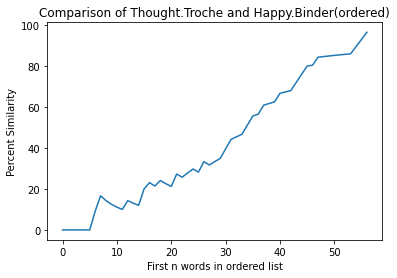 Comparison of Thought.Troche and Happy.Binder(ordered)
100
80
60
40
20
0
Percent Similarity
0 10 20 30 40 50
First n words in ordered list